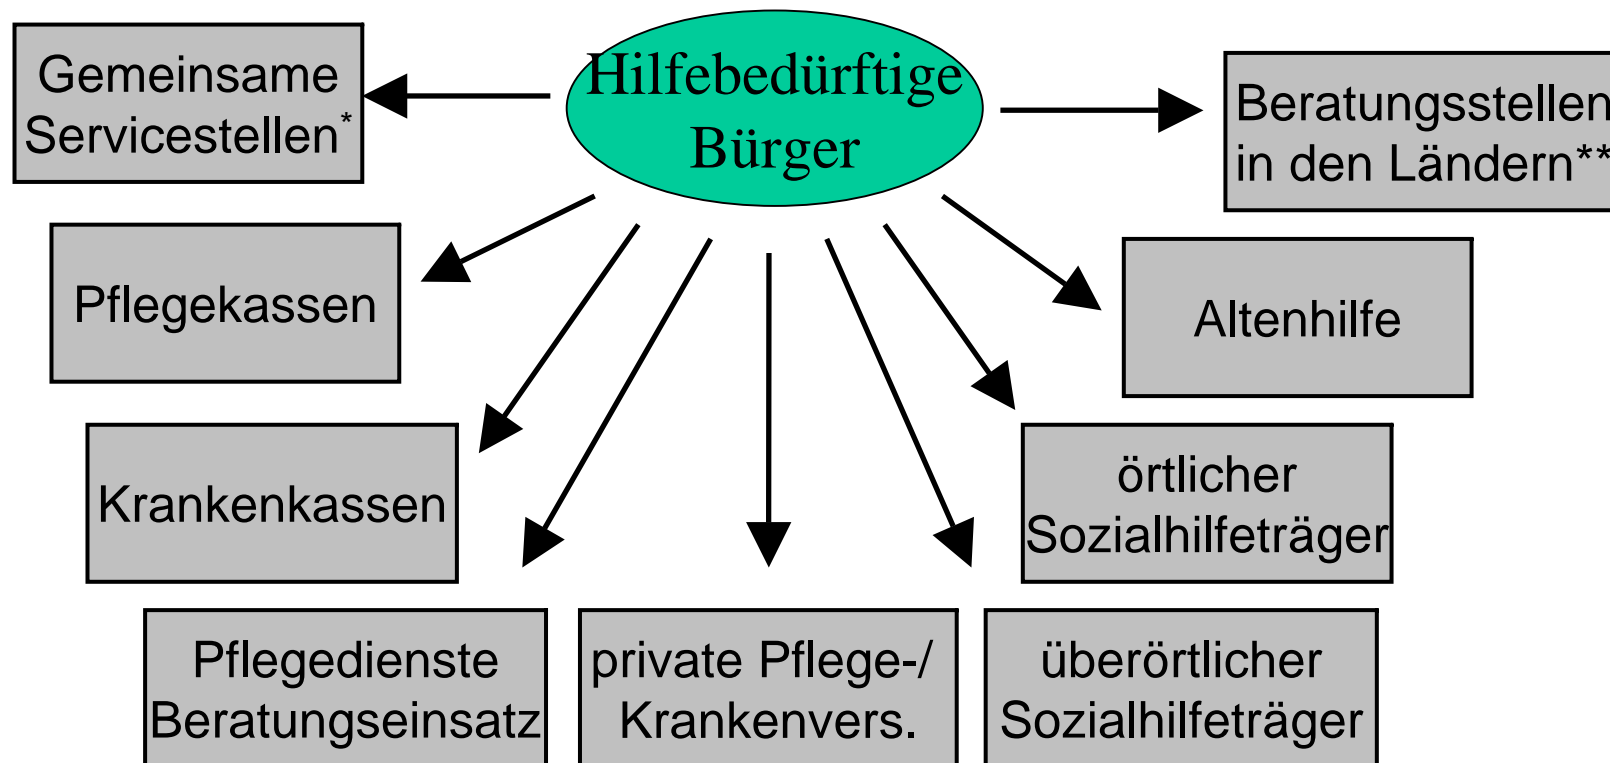 Hilfebedürftige
Bürger
Gemeinsame
Servicestellen*
Beratungsstellen
in den Ländern**
Pflegekassen
Altenhilfe
Krankenkassen
örtlicher
Sozialhilfeträger
Pflegedienste
Beratungseinsatz
private Pflege-/
Krankenvers.
überörtlicher
Sozialhilfeträger